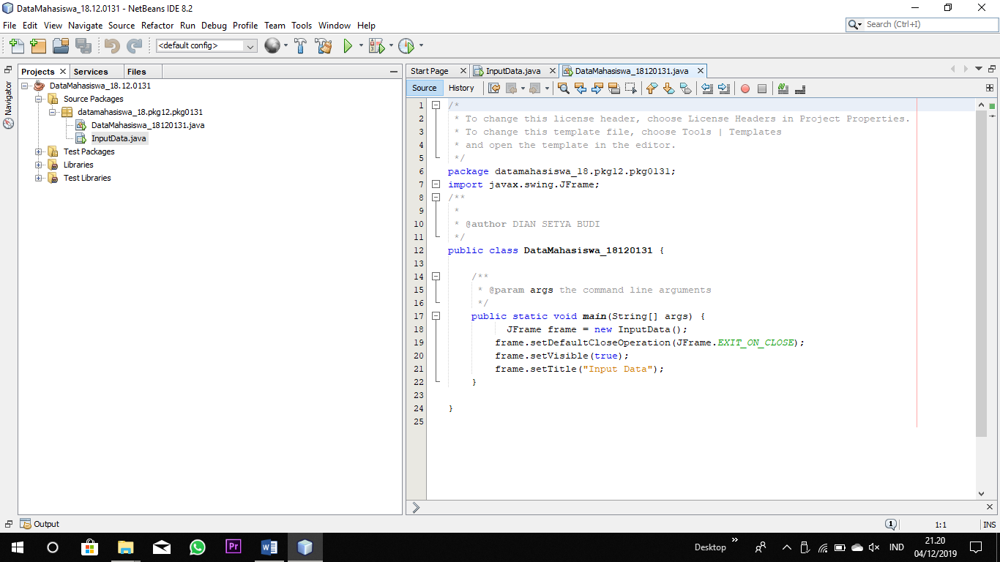 DataMahasiswa_18.12.0131 - NetBeans IDE 8.2
File Edit View Navigate Source Refactor Run Debug Profile Team Tools Window Help
Search (Ctrl+I)
<default config>
Projects Services Files
Navigator
DataMahasiswa_18.12.0131
Source Packages
datamahasiswa_18.pkg12.pkg0131
DataMahasiswa_18120131.java
InputData.java
Test Packages
Libraries
Test Libraries
Start Page InputData.java DataMahasiswa_18120131.java
Source History
1 /*
2 * To change this license header, choose License Headers in Project Properties.
3 * To change this template file, choose Tools | Templates
4 * and open the template in the editor.
5 */
6 package datamahasiswa_18.pkg12.pkg0131;
7 import javax.swing.JFrame;
8 /**
9 *
10 * @author DIAN SETYA BUDI
11 */
12 public class DataMahasiswa_18120131 {
13
14 /**
15 * @param args the command line arguments
16 */
17 public static void main(String[] args) {
18 JFrame frame = new InputData();
19 frame.setDefaultCloseOperation(JFrame.EXIT_ON_CLOSE);
20 frame.setVisible(true);
21 frame.setTitle("Input Data");
22 }
23
24 }
25
Output
1 1:1 INS
Pr
Desktop
IND
21.20
04/12/2019